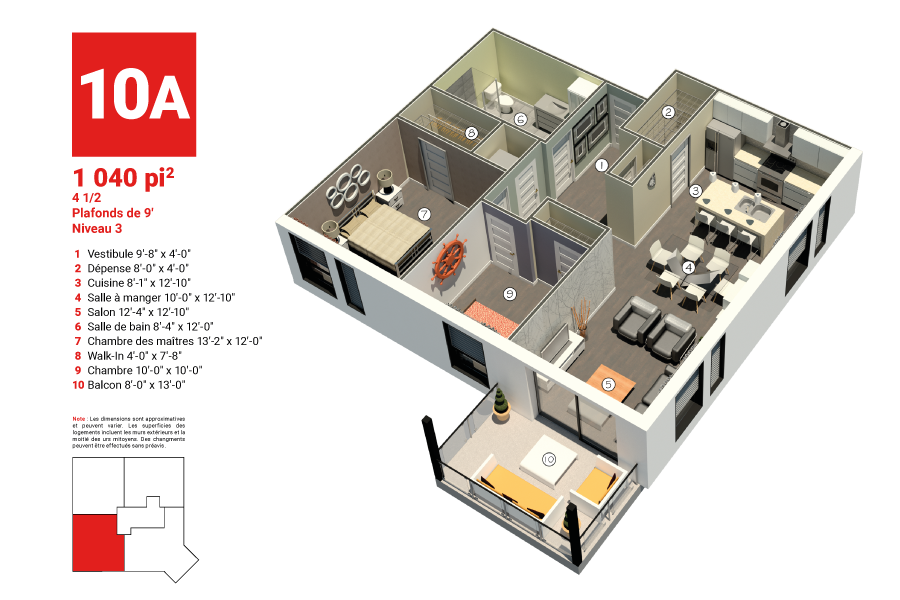 10A
1 040 pi²
4 1/2
Plafonds de 9'
Niveau 3
1 Vestibule 9'-8" x 4'-0"
2 Dépense 8'-0" x 4'-0"
3 Cuisine 8'-1" x 12'-10"
4 Salle à manger 10'-0" x 12'-10"
5 Salon 12'-4" x 12'-10"
6 Salle de bain 8'-4" x 12'-0"
7 Chambre des maîtres 13'-2" x 12'-0"
8 Walk-In 4'-0" x 7'-8"
9 Chambre 10'-0" x 10'-0"
10 Balcon 8'-0" x 13'-0"
Note : Les dimensions sont approximatives
et peuvent varier. Les superficies des
logements incluent les murs extérieurs et la
moitié des urs mitoyens. Des changments
peuvent être effectués sans préavis.
2
6
8
1
3
7
4
9
5
10